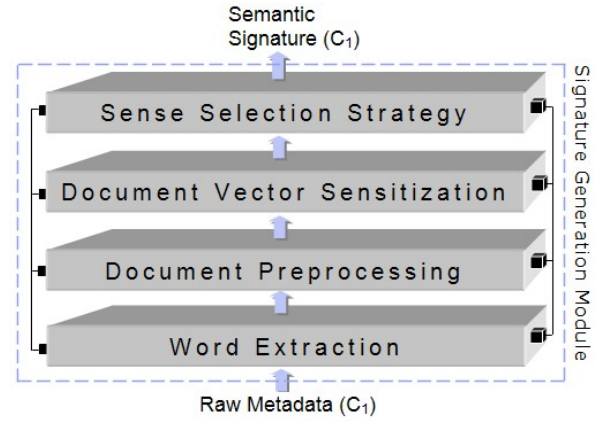 Semantic
Signature (C₁)
Sense Selection Strategy
Document Vector Sensitization
Document Preprocessing
Word Extraction
Raw Metadata (C₁)
Signature Generation Module